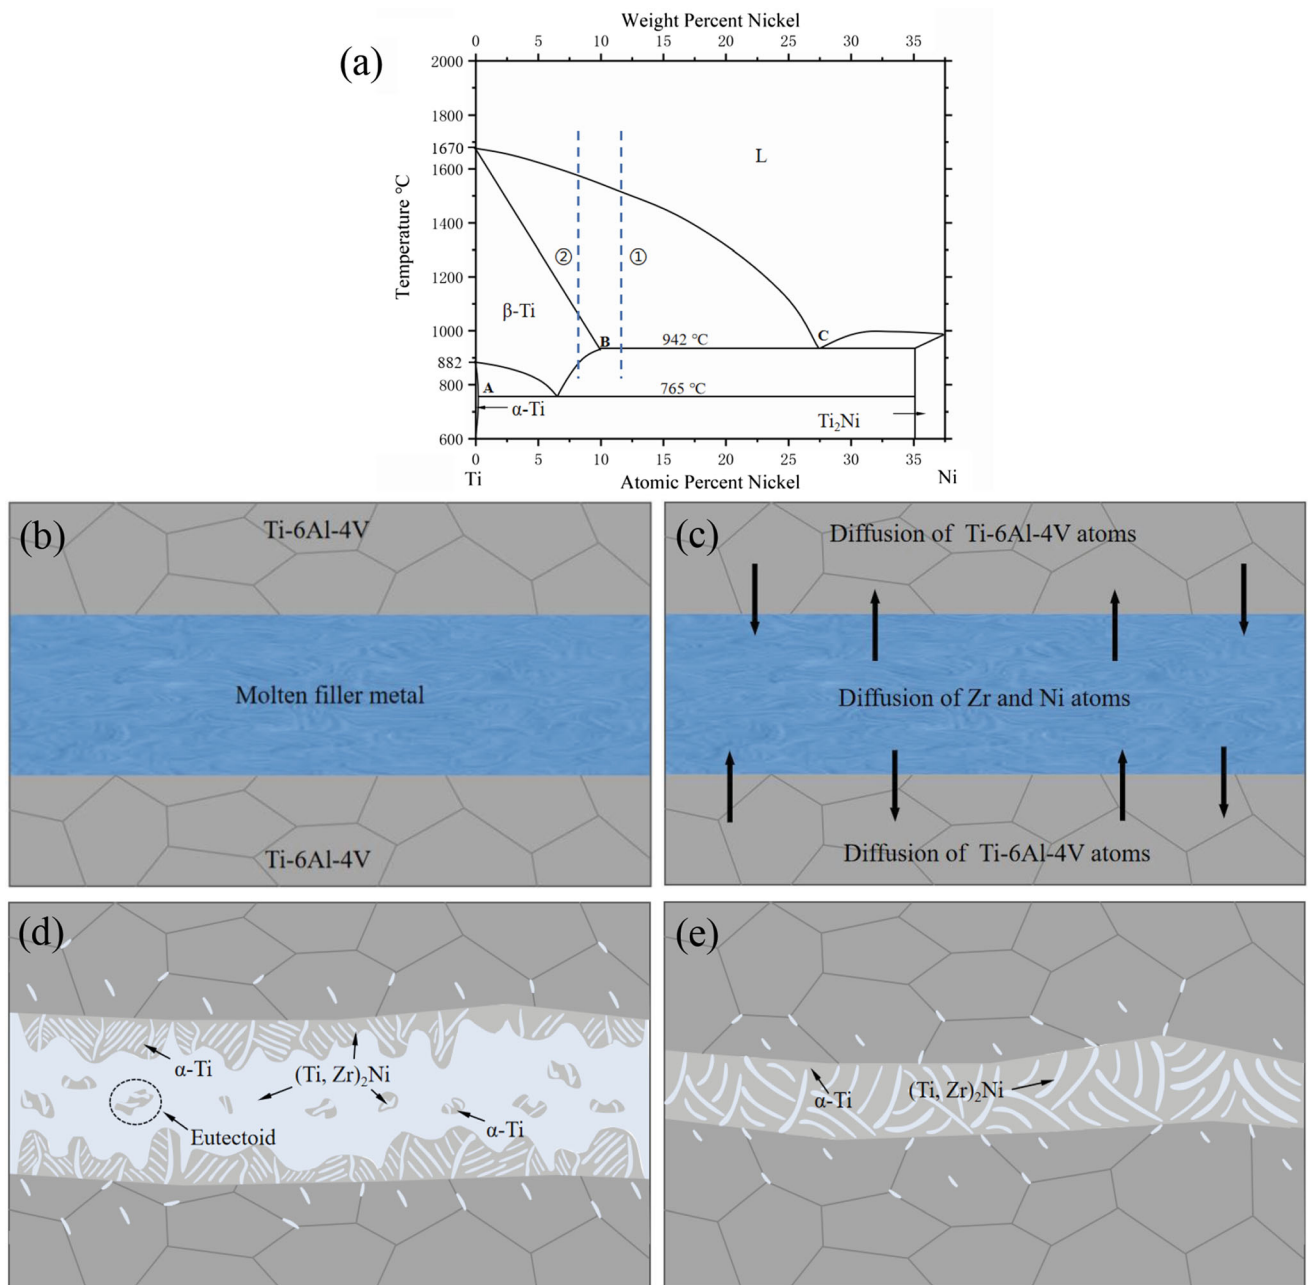 Weight Percent Nickel
0 5 10 15 20 25 30 35
(a)
2000
1800
1670
1600
1400
1200
1000
882
800
600
Temperature ℃
L
② ①
β-Ti
B
942 ℃
C
A
765 ℃
α-Ti
Ti₂Ni
0 5 10 15 20 25 30 35
Ti
Atomic Percent Nickel
Ni
(b)
Ti-6Al-4V
Molten filler metal
Ti-6Al-4V
(c)
Diffusion of Ti-6Al-4V atoms
Diffusion of Zr and Ni atoms
Diffusion of Ti-6Al-4V atoms
(d)
α-Ti
(Ti, Zr)₂Ni
α-Ti
Eutectoid
(e)
α-Ti
(Ti, Zr)₂Ni